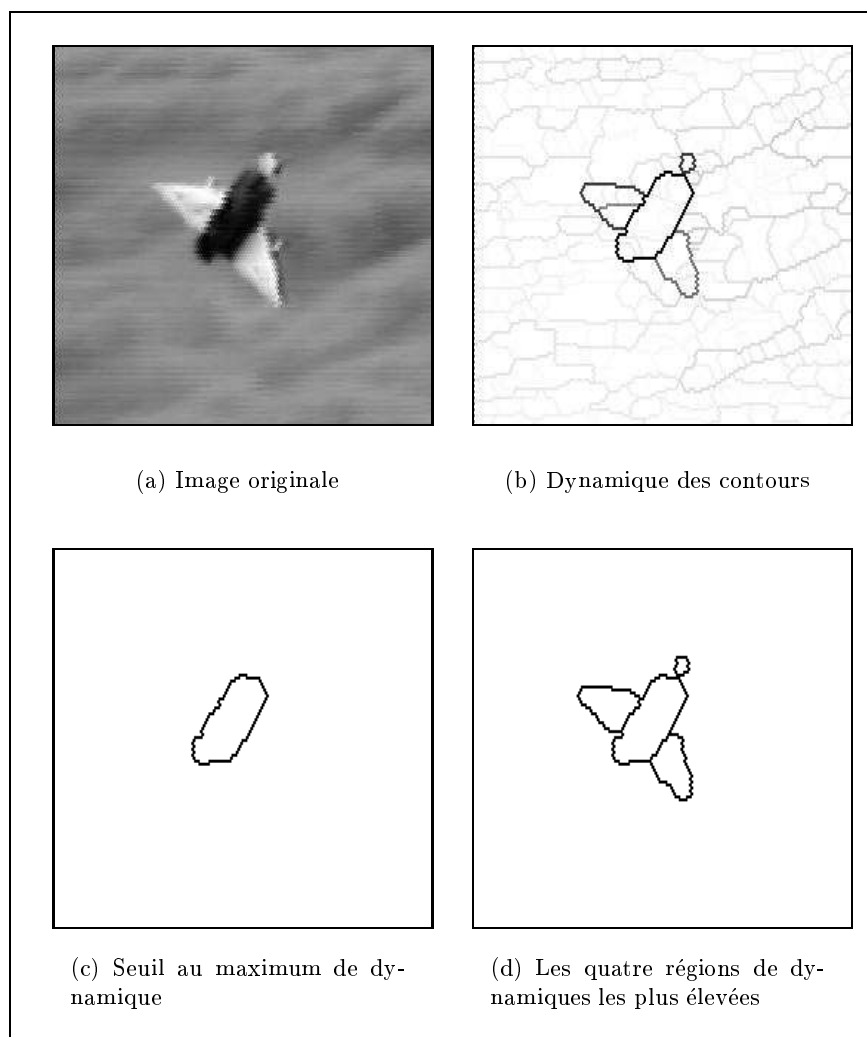 (a) Image originale
(b) Dynamique des contours
(c) Seuil au maximum de dy-
namique
(d) Les quatre régions de dy-
namiques les plus élevées